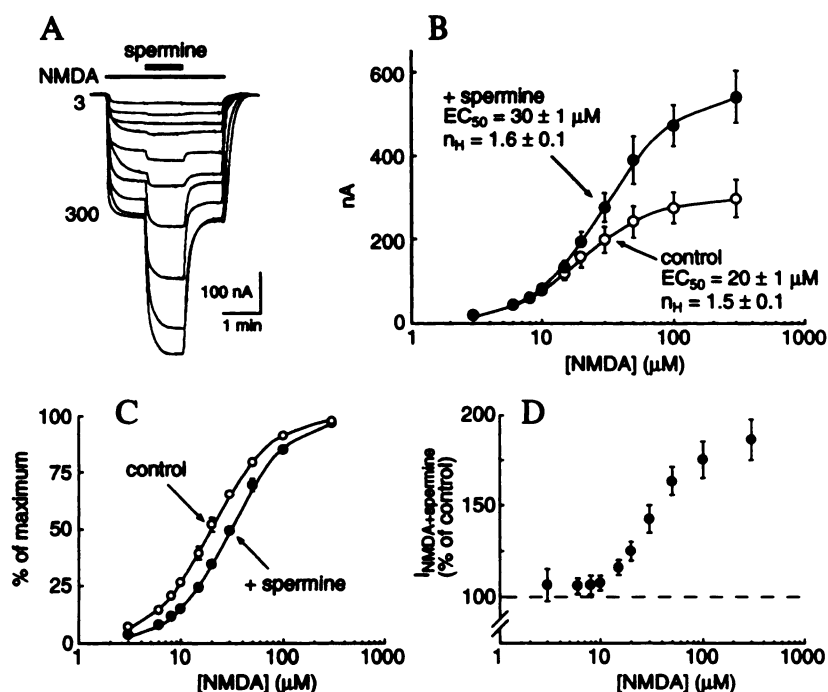 A
spermine
NMDA
3
300
100 nA
1 min
B
600
400
200
0
nA
+ spermine
EC50 = 30 ± 1 μM
nH = 1.6 ± 0.1
control
EC50 = 20 ± 1 μM
nH = 1.5 ± 0.1
1
10
100
1000
[NMDA] (μM)
C
100
75
50
25
0
% of maximum
control
+ spermine
1
10
100
1000
[NMDA] (μM)
D
200
150
100
INMDA+spermine
(% of control)
1
10
100
1000
[NMDA] (μM)